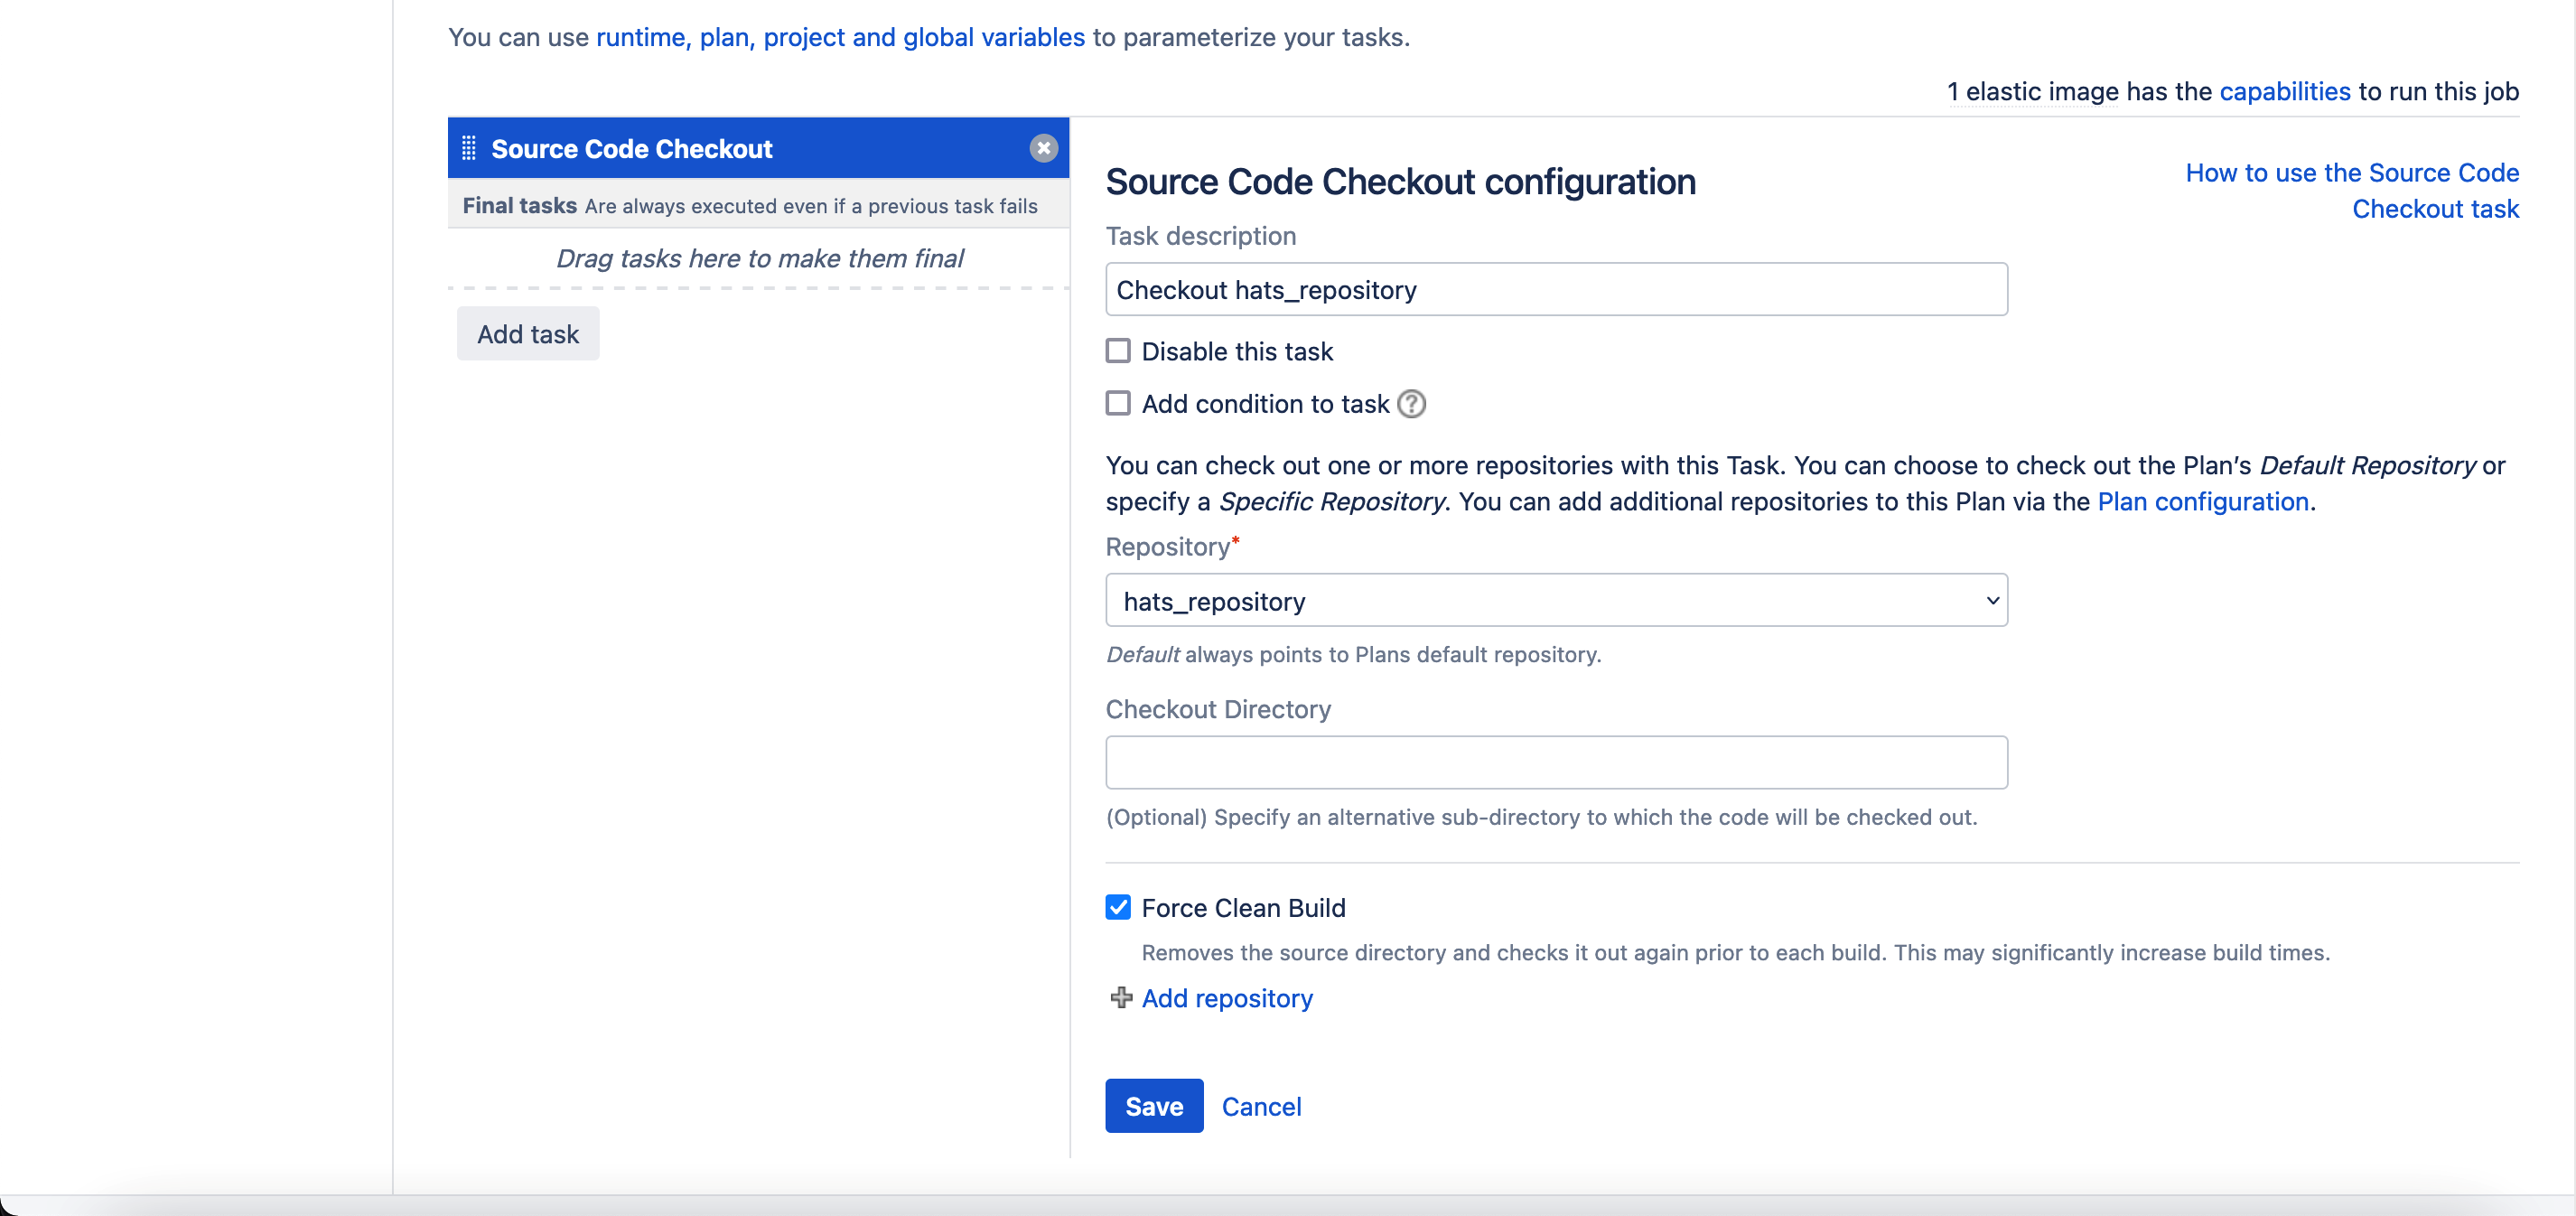 You can use runtime, plan, project and global variables to parameterize your tasks.
1 elastic image has the capabilities to run this job
Source Code Checkout
Final tasks Are always executed even if a previous task fails
Drag tasks here to make them final
Add task
Source Code Checkout configuration
How to use the Source Code
Checkout task
Task description
Checkout hats_repository
Disable this task
Add condition to task ?
You can check out one or more repositories with this Task. You can choose to check out the Plan's Default Repository or
specify a Specific Repository. You can add additional repositories to this Plan via the Plan configuration.
Repository*
hats_repository
Default always points to Plans default repository.
Checkout Directory
(Optional) Specify an alternative sub-directory to which the code will be checked out.
Force Clean Build
Removes the source directory and checks it out again prior to each build. This may significantly increase build times.
Add repository
Save Cancel